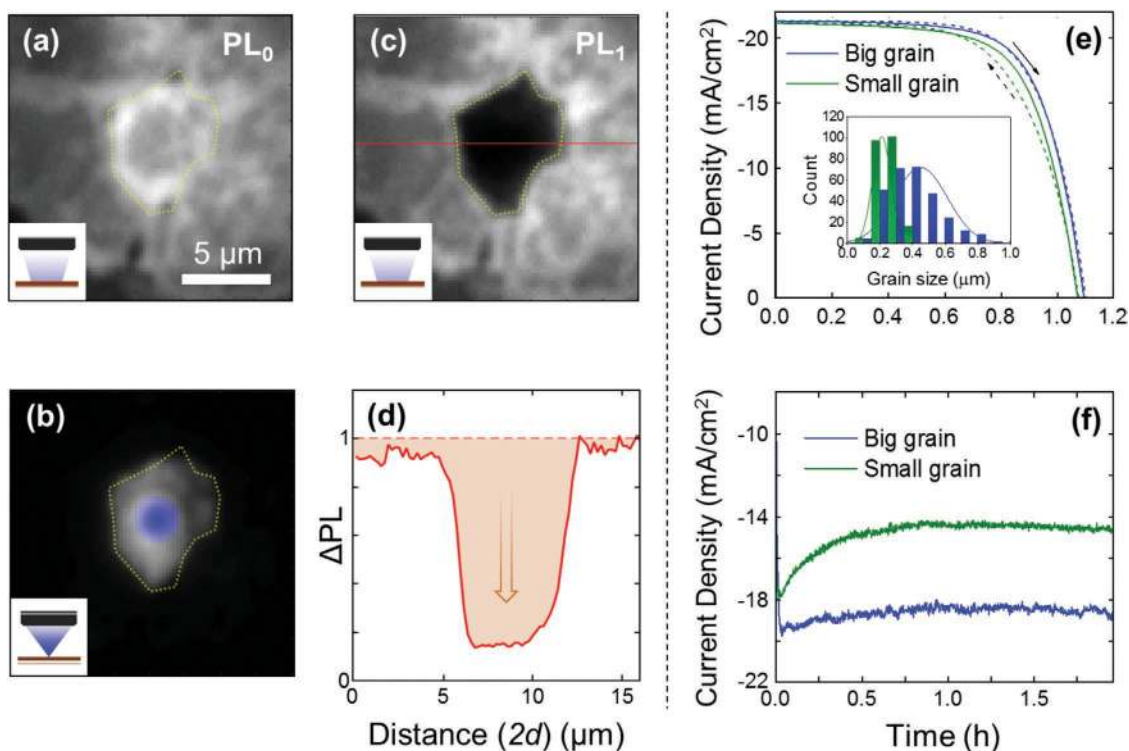 (a)
PL₀
5 µm
(c)
PL₁
(b)
(d)
1
ΔPL
0
0
5
10
15
Distance (2d) (µm)
(e)
Current Density (mA/cm²)
-20
-15
-10
-5
0
Big grain
Small grain
120
100
80
60
40
20
0
Count
0.0 0.2 0.4 0.6 0.8 1.0
Grain size (µm)
0.0 0.2 0.4 0.6 0.8 1.0 1.2
(f)
Current Density (mA/cm²)
-10
-14
-18
-22
Big grain
Small grain
0.0 0.5 1.0 1.5
Time (h)